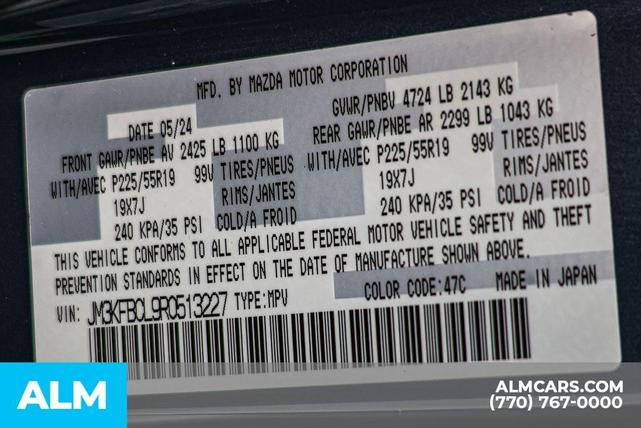 MFD. BY MAZDA MOTOR CORPORATION
DATE 05/24
GVWR/PNBV 4724 LB 2143 KG
FRONT GAWR/PNBE AV 2425 LB 1100 KG
REAR GAWR/PNBE AR 2299 LB 1043 KG
WITH/AVEC P225/55R19 99V TIRES/PNEUS
WITH/AVEC P225/55R19 99V TIRES/PNEUS
19X7J RIMS/JANTES
19X7J RIMS/JANTES
240 KPA/35 PSI COLD/A FROID
240 KPA/35 PSI COLD/A FROID
THIS VEHICLE CONFORMS TO ALL APPLICABLE FEDERAL MOTOR VEHICLE SAFETY AND THEFT
PREVENTION STANDARDS IN EFFECT ON THE DATE OF MANUFACTURE SHOWN ABOVE.
COLOR CODE:47C MADE IN JAPAN
VIN: JM3KFBCL9R0513227 TYPE:MPV
ALM
ALMCARS.COM
(770) 767-0000